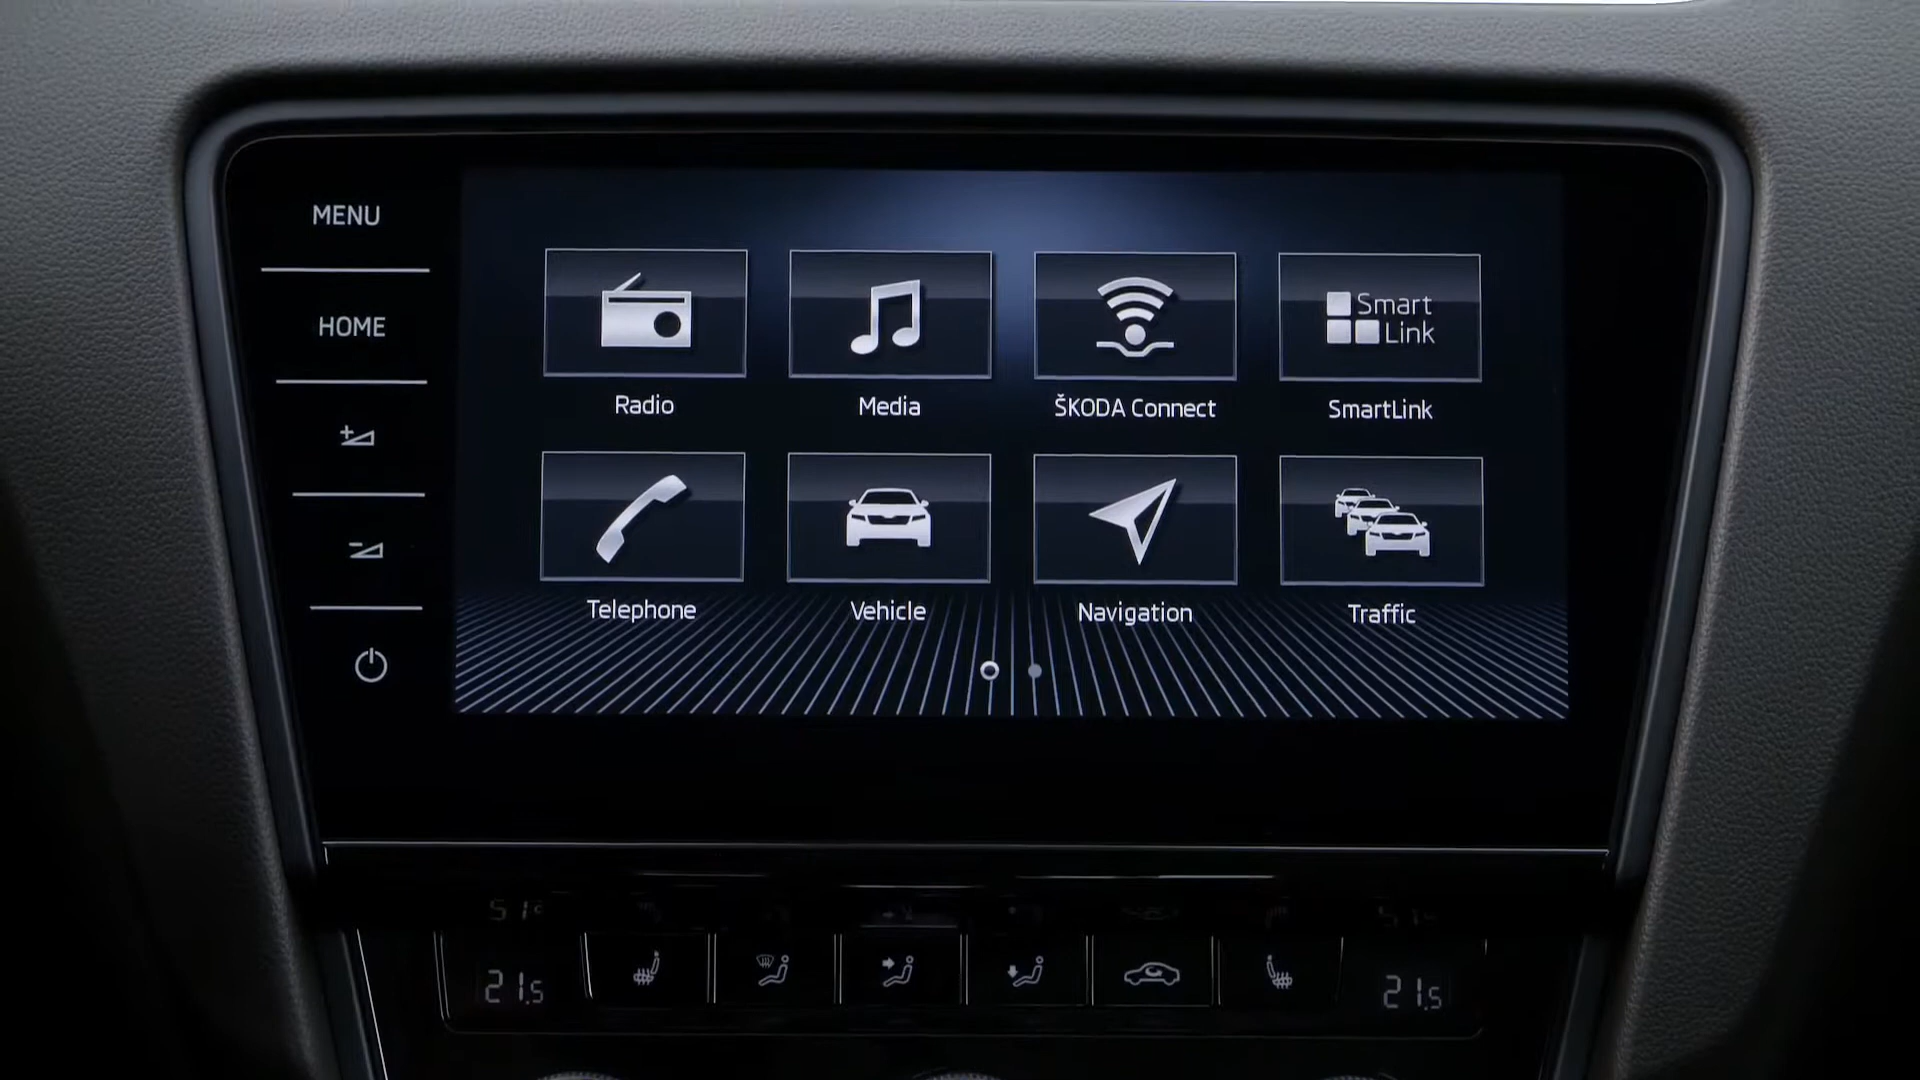 MENU
HOME
Smart
Link
Radio
Media
ŠKODA Connect
SmartLink
Telephone
Vehicle
Navigation
Traffic
21.5
21.5